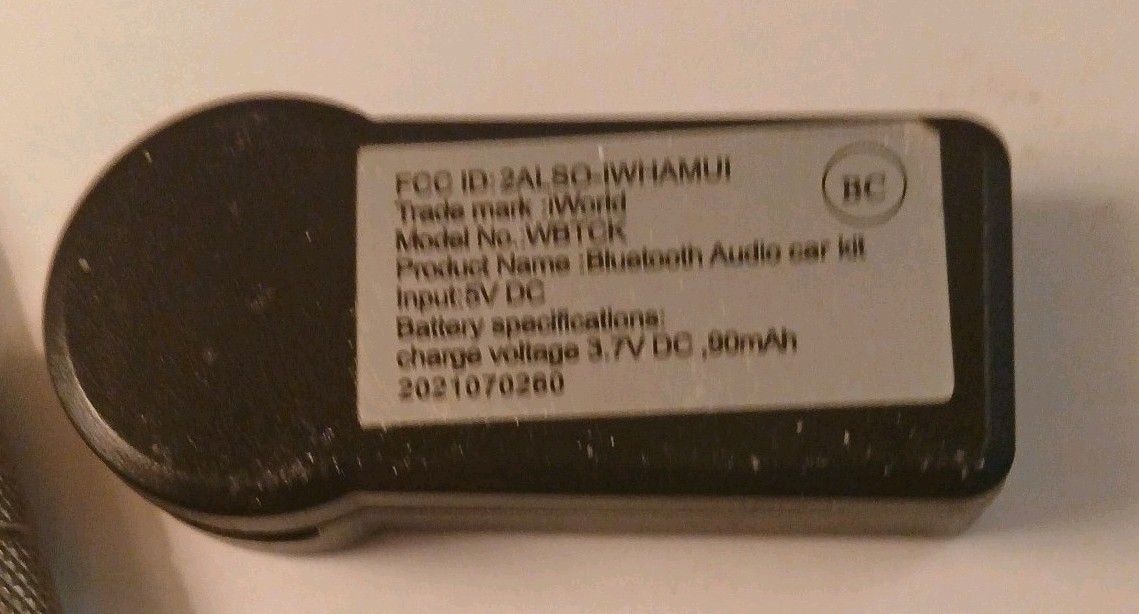 FCC ID: 2ALSO-IWHAMUI
BC
Trade mark :iWorld
Model No.:WBTCK
Product Name :Bluetooth Audio car kit
Input:5V DC
Battery specifications:
charge voltage 3.7V DC ,90mAh
2021070260